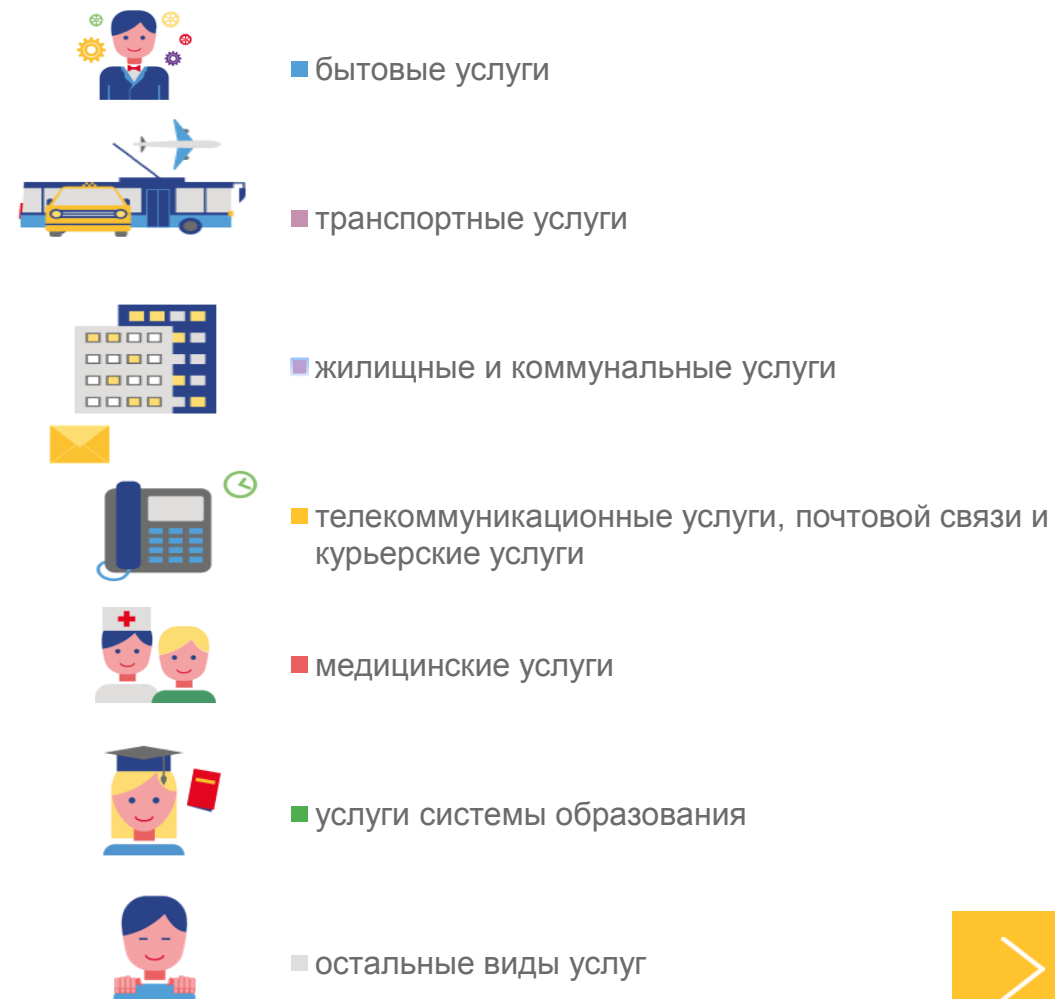 бытовые услуги
транспортные услуги
жилищные и коммунальные услуги
телекоммуникационные услуги, почтовой связи и
курьерские услуги
медицинские услуги
услуги системы образования
остальные виды услуг